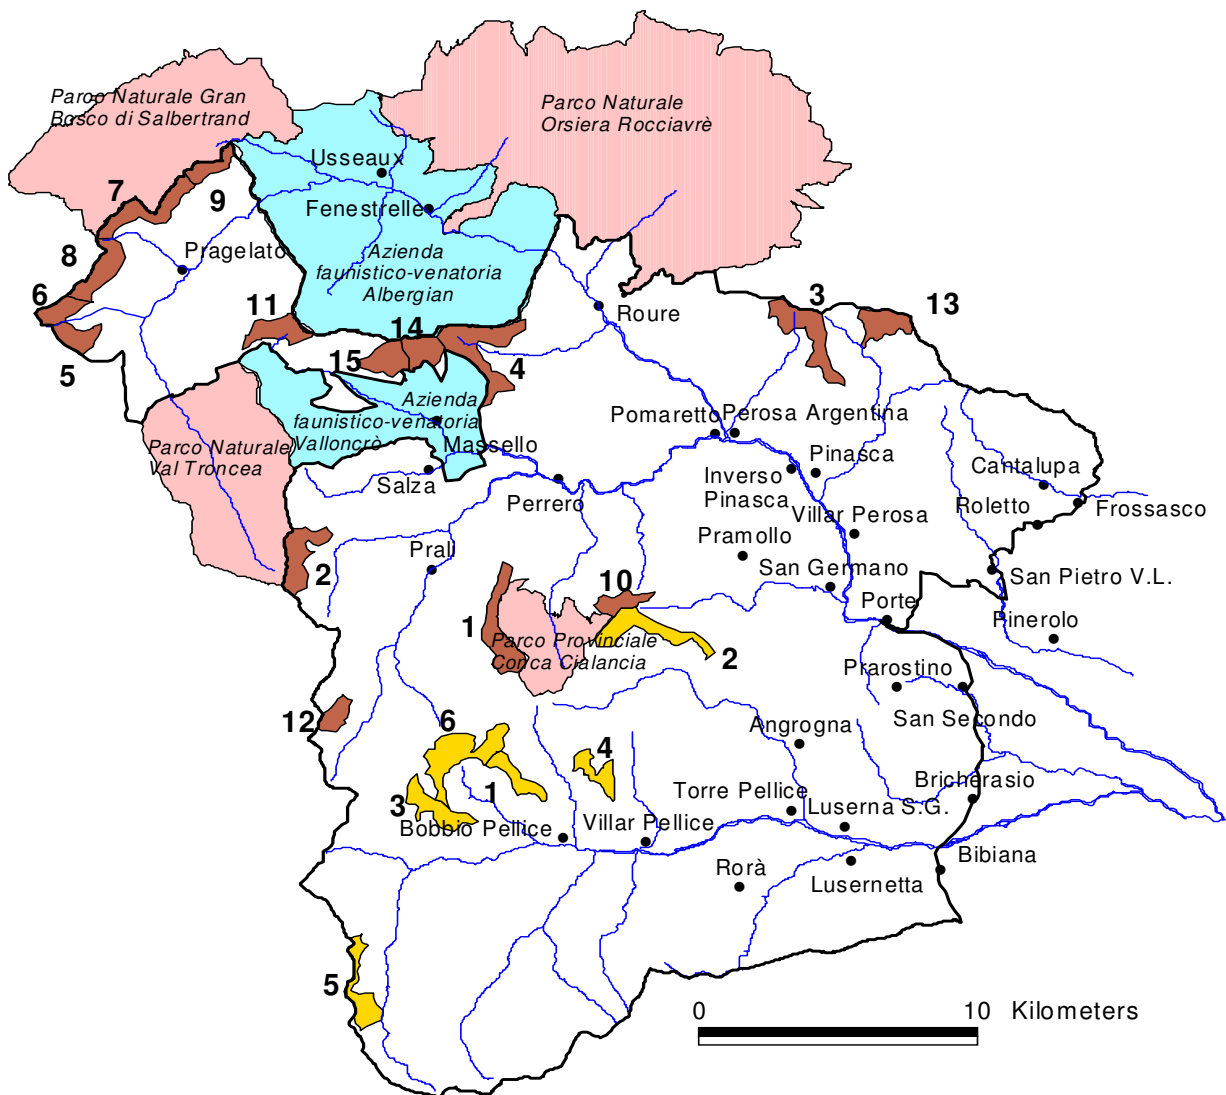 Parco Naturale Gran
Bosco di Salbertrand
Parco Naturale
Orsiera Rocciavrè
Usseaux
Fenestrelle
7
9
8
Pragelato
Azienda
faunistico-venatoria
Albergian
6
5
11
14
15
4
Roure
3
13
Azienda
faunistico-venatoria
Valloncrò
Massello
Parco Naturale
Val Troncea
Salza
Perrero
Pomaretto
Perosa Argentina
Inverso
Pinasca
Pinasca
Cantalupa
Roletto
Frossasco
Villar Perosa
Pramollo
San Germano
San Pietro V.L.
Porte
Pinerolo
2
Prali
10
1
Parco Provinciale
Conca Cialancia
2
Prarostino
San Secondo
12
6
4
Angrogna
3
1
Bobbio Pellice
Villar Pellice
Torre Pellice
Luserna S.G.
Bricherasio
Bibiana
Rorà
Lusernetta
5
0
10
Kilometers